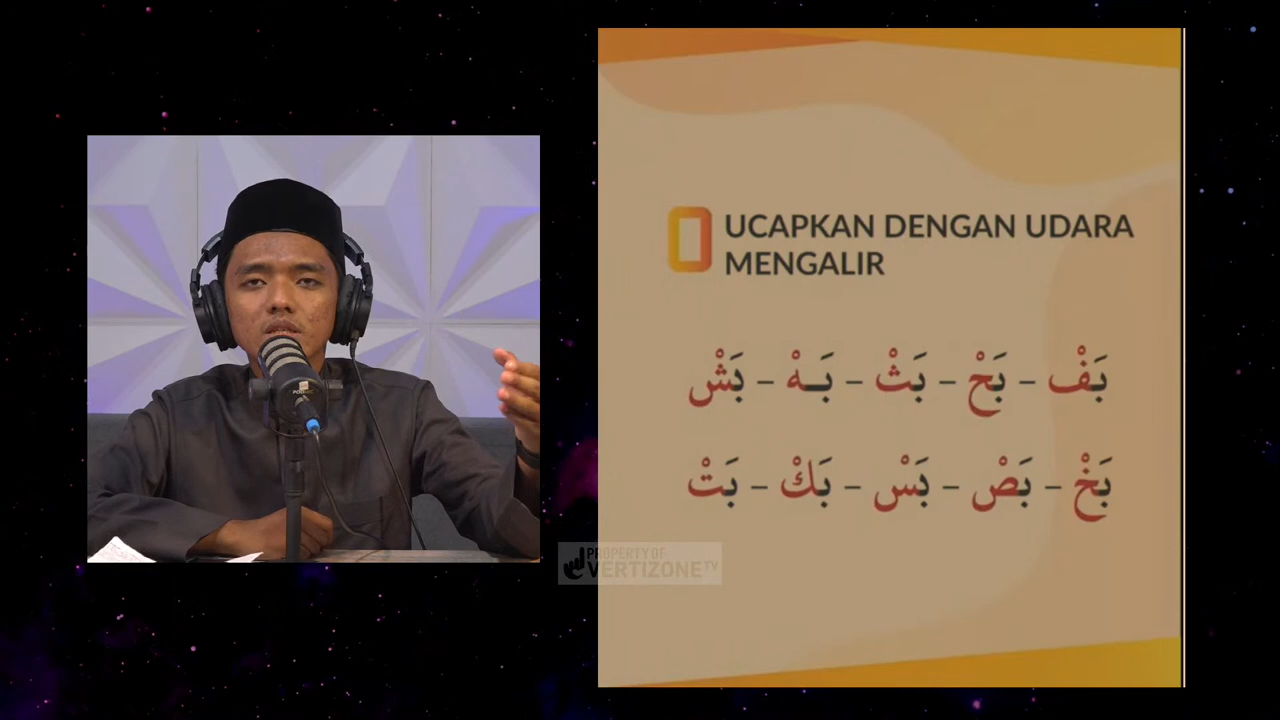 UCAPKAN DENGAN UDARA
MENGALIR
بَفْ – بَحْ – بَثْ – بَـهْ – بَشْ
بَخْ – بَصْ – بَسْ – بَكْ – بَتْ
PROPERTY OF
VERTIZONE TV